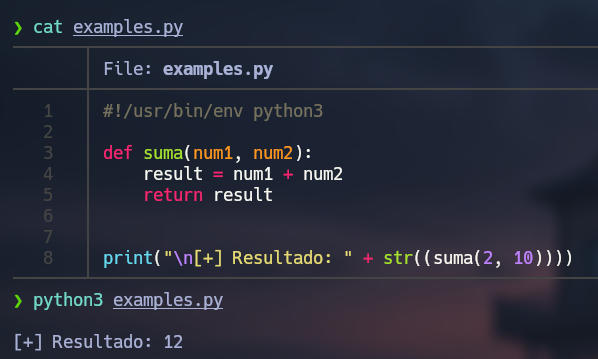 ❯ cat examples.py
File: examples.py
1 #!/usr/bin/env python3
2
3 def suma(num1, num2):
4     result = num1 + num2
5     return result
6
7
8 print("\n[+] Resultado: " + str((suma(2, 10))))
❯ python3 examples.py
[+] Resultado: 12